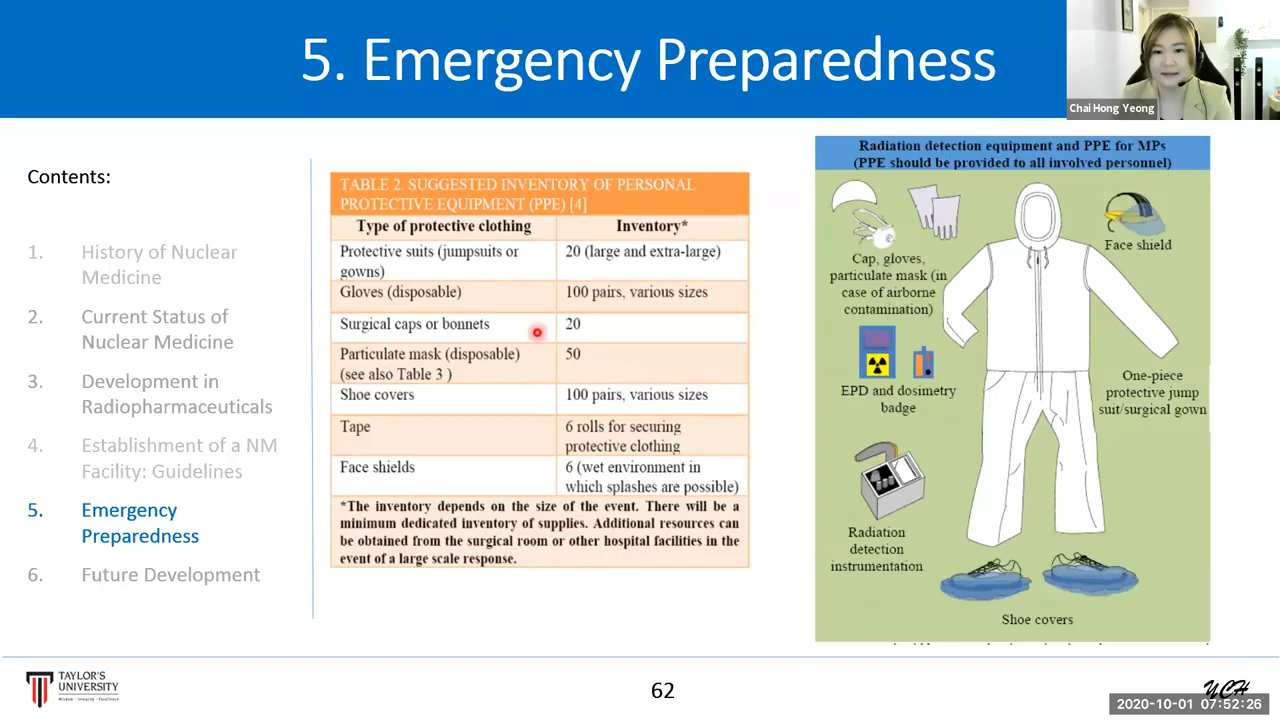 5. Emergency Preparedness
Chai Hong Yeong
Contents:
1. History of Nuclear
Medicine
2. Current Status of
Nuclear Medicine
3. Development in
Radiopharmaceuticals
4. Establishment of a NM
Facility: Guidelines
5. Emergency
Preparedness
6. Future Development
TABLE 2. SUGGESTED INVENTORY OF PERSONAL
PROTECTIVE EQUIPMENT (PPE) [4]
Type of protective clothing Inventory*
Protective suits (jumpsuits or
gowns)
20 (large and extra-large)
Gloves (disposable) 100 pairs, various sizes
Surgical caps or bonnets 20
Particulate mask (disposable)
(see also Table 3 )
50
Shoe covers 100 pairs, various sizes
Tape
6 rolls for securing
protective clothing
Face shields
6 (wet environment in
which splashes are possible)
*The inventory depends on the size of the event. There will be a
minimum dedicated inventory of supplies. Additional resources can
be obtained from the surgical room or other hospital facilities in the
event of a large scale response.
Radiation detection equipment and PPE for MPs
(PPE should be provided to all involved personnel)
Face shield
Cap, gloves,
particulate mask (in
case of airborne
contamination)
EPD and dosimetry
badge
One-piece
protective jump
suit/surgical gown
Radiation
detection
instrumentation
Shoe covers
TAYLOR'S
UNIVERSITY
62
YCH
2020-10-01 07:52:26